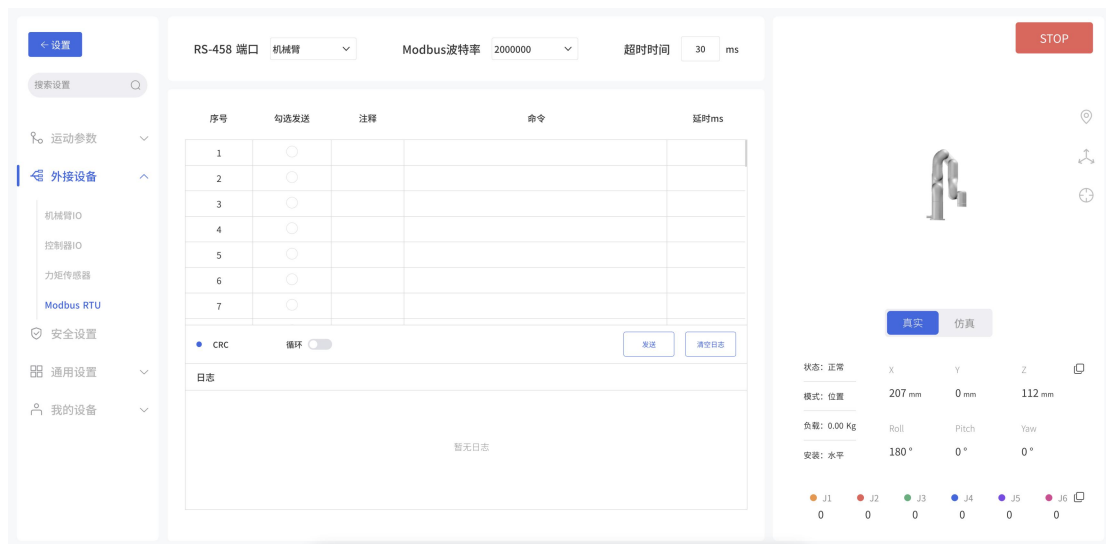 ←设置
搜索设置
运动参数
外接设备
机械臂IO
控制器IO
力矩传感器
Modbus RTU
安全设置
通用设置
我的设备
RS-458 端口 机械臂 Modbus波特率 2000000 超时时间 30 ms
序号 勾选发送 注释 命令 延时ms
1
2
3
4
5
6
7
CRC 循环 发送 清空日志
日志
暂无日志
STOP
真实 仿真
状态：正常 X Y Z
模式：位置 207 mm 0 mm 112 mm
负载：0.00 Kg Roll Pitch Yaw
安装：水平 180 ° 0 ° 0 °
J1 J2 J3 J4 J5 J6
0 0 0 0 0 0